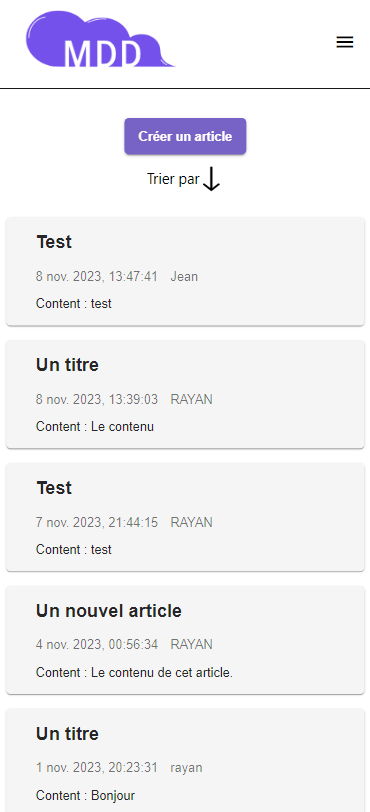 MDD
Créer un article
Trier par
Test
8 nov. 2023, 13:47:41 Jean
Content : test
Un titre
8 nov. 2023, 13:39:03 RAYAN
Content : Le contenu
Test
7 nov. 2023, 21:44:15 RAYAN
Content : test
Un nouvel article
4 nov. 2023, 00:56:34 RAYAN
Content : Le contenu de cet article.
Un titre
1 nov. 2023, 20:23:31 rayan
Content : Bonjour